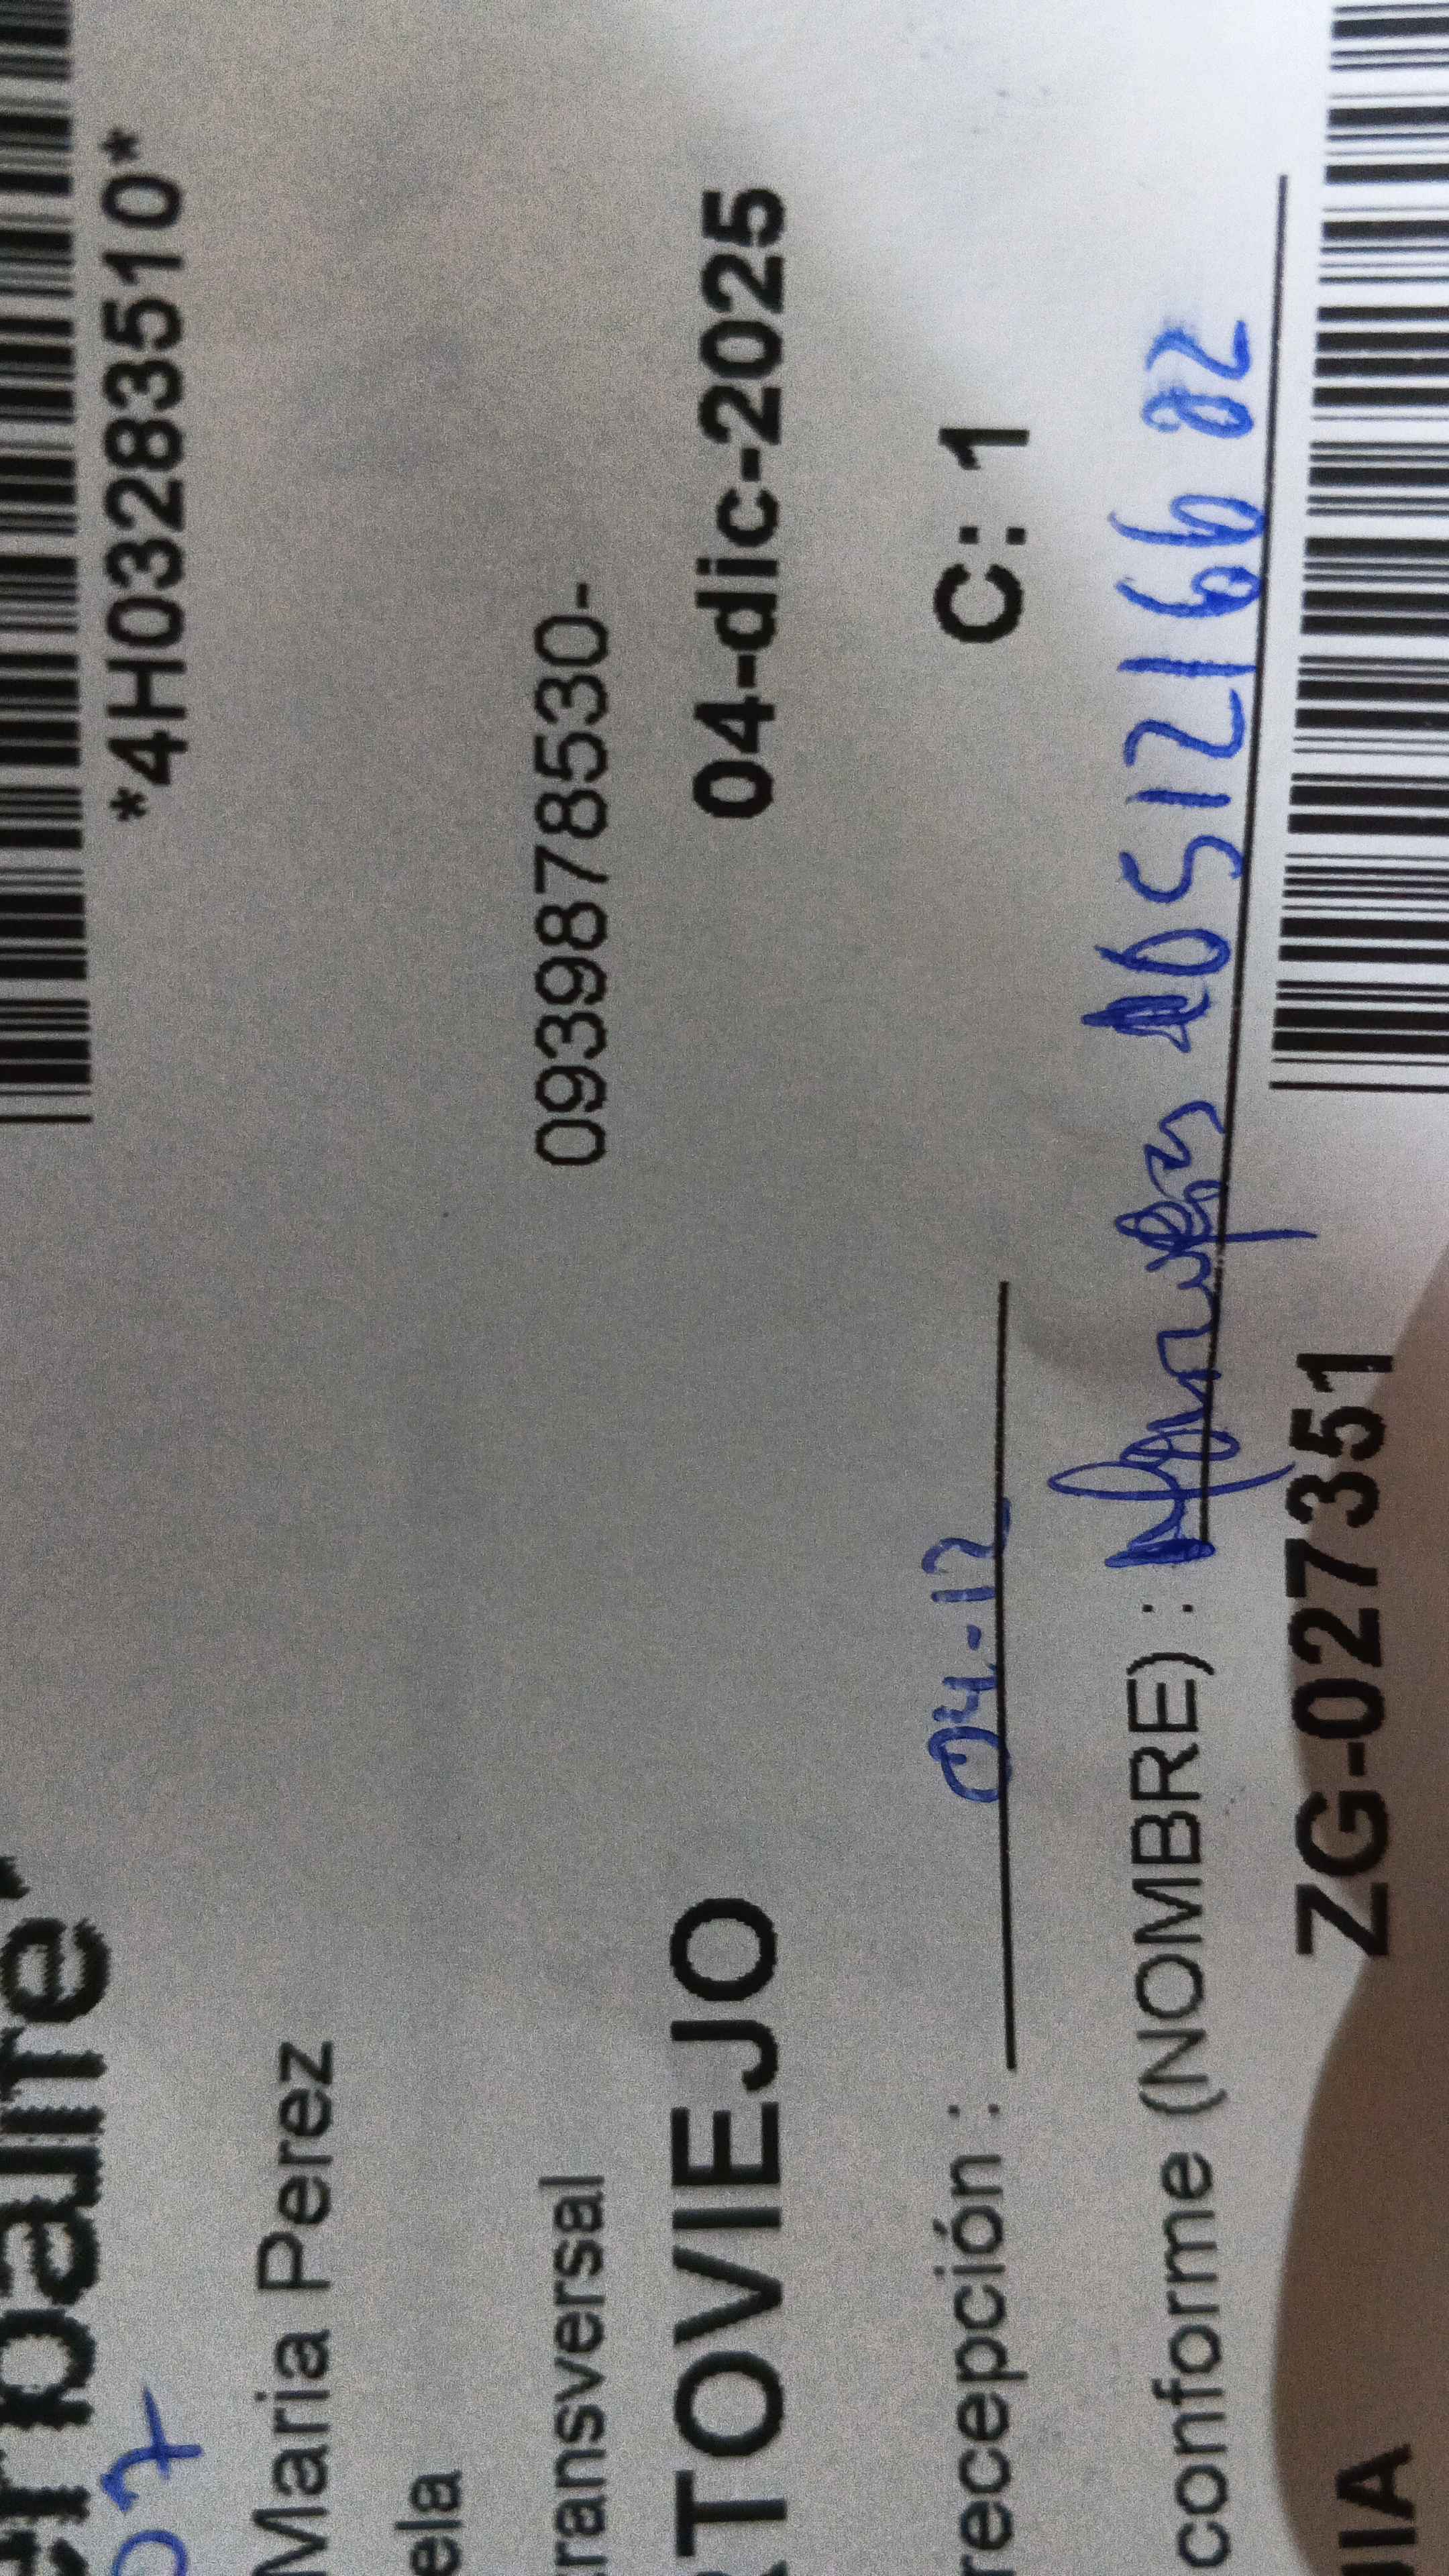 *4H03283510*
Maria Perez
ela
ransversal 0939878530-
TOVIEJO 04-dic-2025
recepción : 04-12 C: 1
conforme (NOMBRE) :
ZG-027351
IA